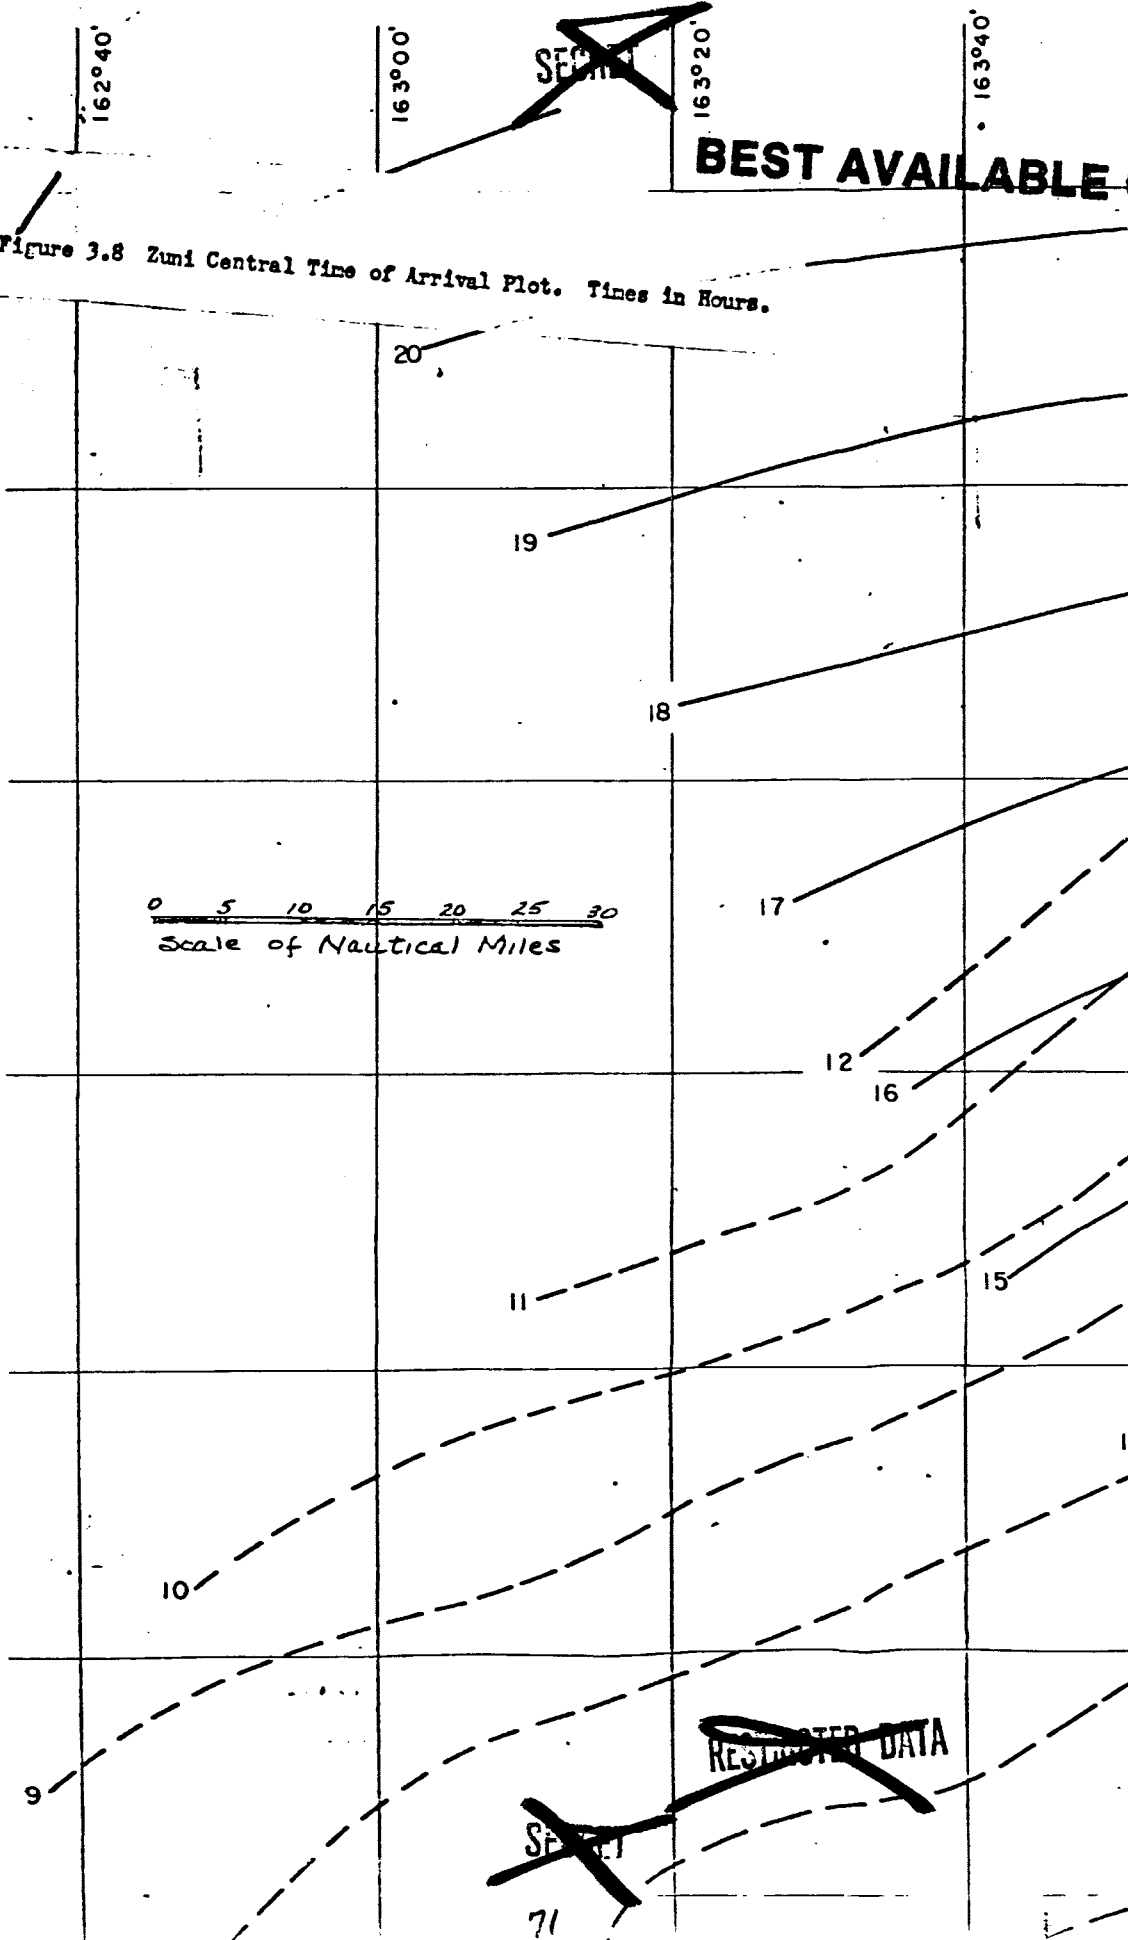 162°40'
163°00'
163°20'
163°40'
SECRET
BEST AVAILABLE
Figure 3.8 Zuni Central Time of Arrival Plot. Times in Hours.
20
19
18
17
0 5 10 15 20 25 30
Scale of Nautical Miles
12
16
11
15
10
9
RESTRICTED DATA
SECRET
71